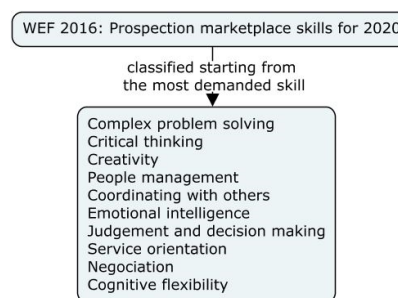 WEF 2016: Prospection marketplace skills for 2020
classified starting from
the most demanded skill
Complex problem solving
Critical thinking
Creativity
People management
Coordinating with others
Emotional intelligence
Judgement and decision making
Service orientation
Negociation
Cognitive flexibility